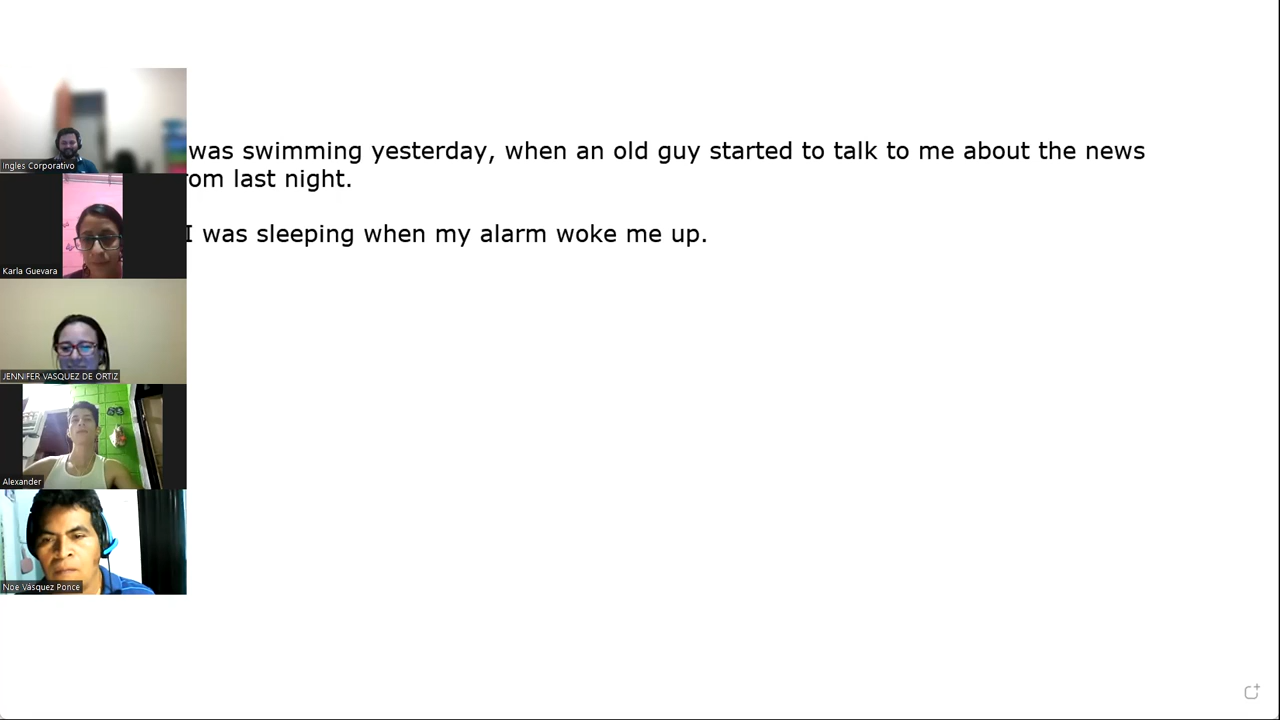 Ingles Corporativo
Karla Guevara
JENNIFER VASQUEZ DE ORTIZ
Alexander
Noe Vásquez Ponce
was swimming yesterday, when an old guy started to talk to me about the news
om last night.
I was sleeping when my alarm woke me up.